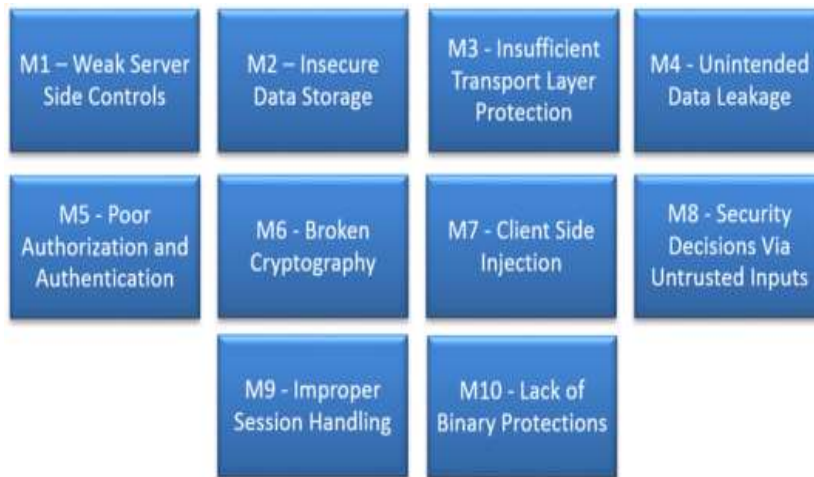 M1 – Weak Server
Side Controls
M2 – Insecure
Data Storage
M3 - Insufficient
Transport Layer
Protection
M4 - Unintended
Data Leakage
M5 - Poor
Authorization and
Authentication
M6 - Broken
Cryptography
M7 - Client Side
Injection
M8 - Security
Decisions Via
Untrusted Inputs
M9 - Improper
Session Handling
M10 - Lack of
Binary Protections